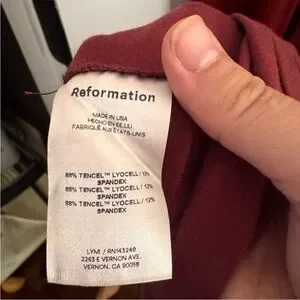 Reformation
MADE IN USA
HECHO EN EE.UU
FABRIQUÉ AUX ÉTATS-UNIS
88% TENCEL™ LYOCELL / 12%
SPANDEX
88% TENCEL™ LYOCELL / 12%
SPANDEX
88% TENCEL™ LYOCELL / 12%
SPANDEX
LYMI / RN143248
2263 E VERNON AVE.
VERNON, CA 90058